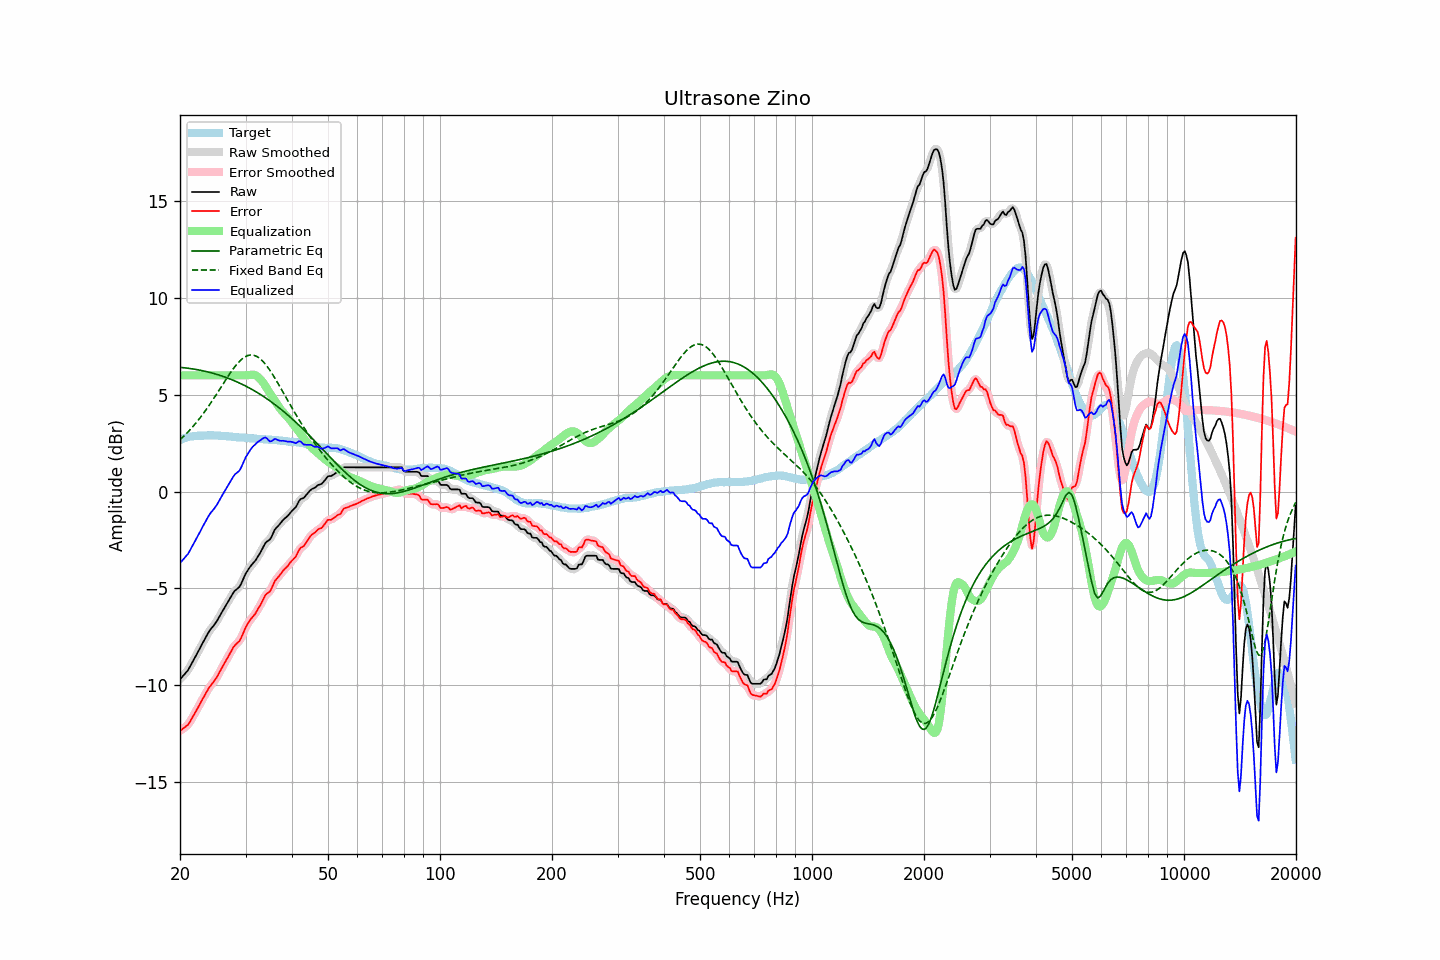 Ultrasone Zino
Target
Raw Smoothed
Error Smoothed
Raw
Error
Equalization
Parametric Eq
Fixed Band Eq
Equalized
Amplitude (dBr)
15
10
5
0
−5
−10
−15
20
50
100
200
500
1000
2000
5000
10000
20000
Frequency (Hz)